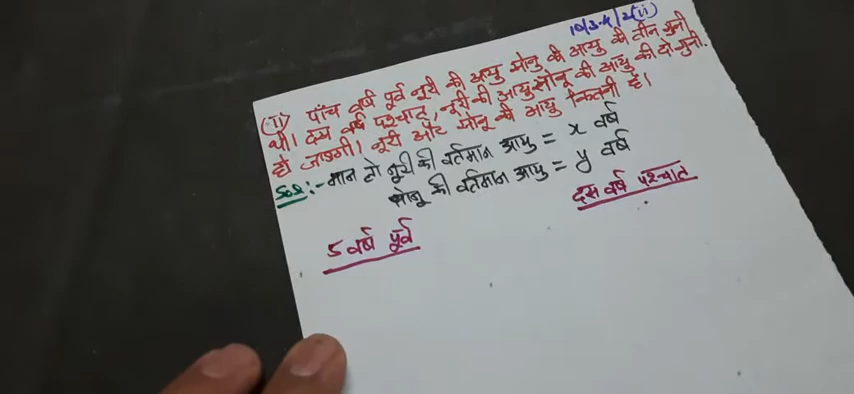 10/3.4/2(ii)
(ii) पाँच वर्ष पूर्व नूरी की आयु सोनू की आयु की तीन गुनी
थी। दस वर्ष पश्चात्, नूरी की आयु सोनू की आयु की दो गुनी
हो जाएगी। नूरी और सोनू की आयु कितनी है।
Sol:- मान लो नूरी की वर्तमान आयु = x वर्ष
सोनू की वर्तमान आयु = y वर्ष
5 वर्ष पूर्व
दस वर्ष पश्चात